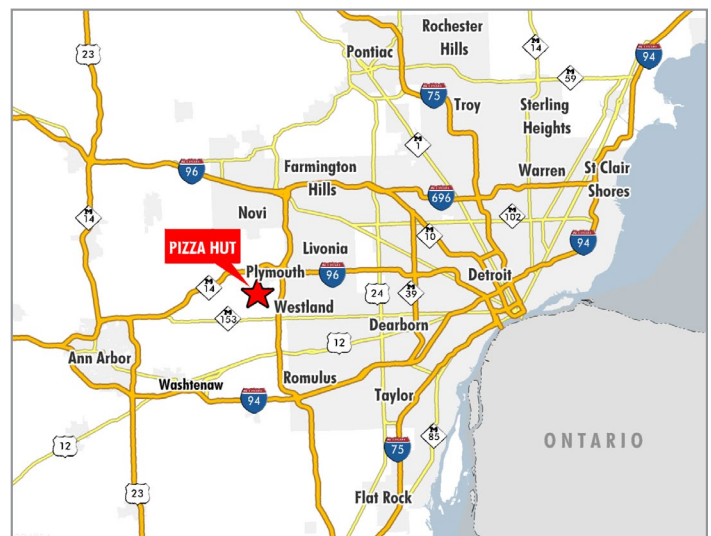 Rochester
Hills
M
14
94
23
Pontiac
M
59
75
Troy
Sterling
Heights
M
1
96
Farmington
Hills
Warren
St Clair
Shores
696
M
14
Novi
M
102
M
10
PIZZA HUT
Livonia
94
Plymouth
96
Detroit
M
14
24
M
39
Westland
M
153
Dearborn
12
Ann Arbor
Romulus
Washtenaw
Taylor
94
M
85
ONTARIO
12
75
23
Flat Rock